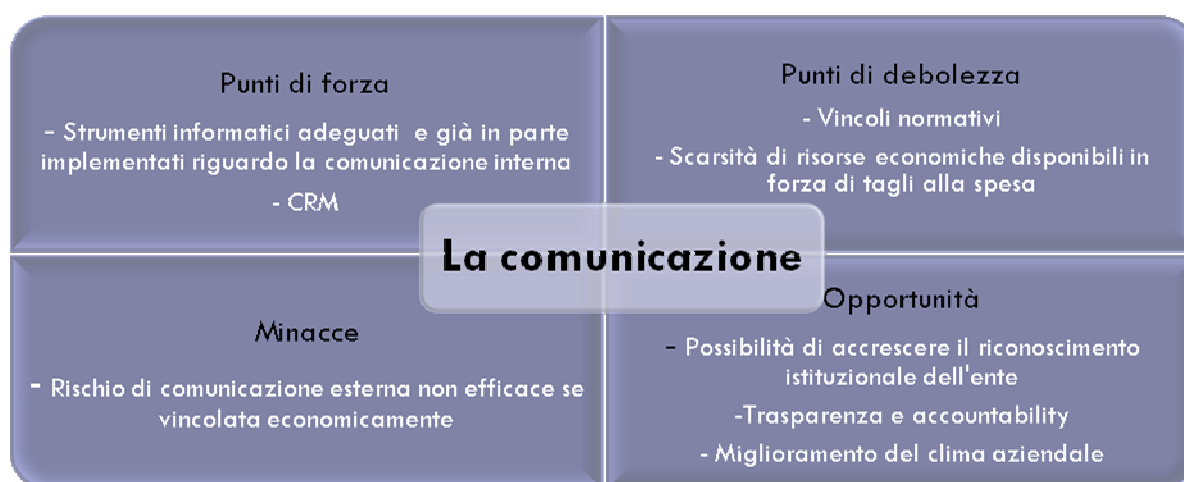 Punti di forza
- Strumenti informatici adeguati e già in parte
implementati riguardo la comunicazione interna
- CRM
Punti di debolezza
- Vincoli normativi
- Scarsità di risorse economiche disponibili in
forza di tagli alla spesa
La comunicazione
Minacce
- Rischio di comunicazione esterna non efficace se
vincolata economicamente
Opportunità
- Possibilità di accrescere il riconoscimento
istituzionale dell'ente
-Trasparenza e accountability
- Miglioramento del clima aziendale